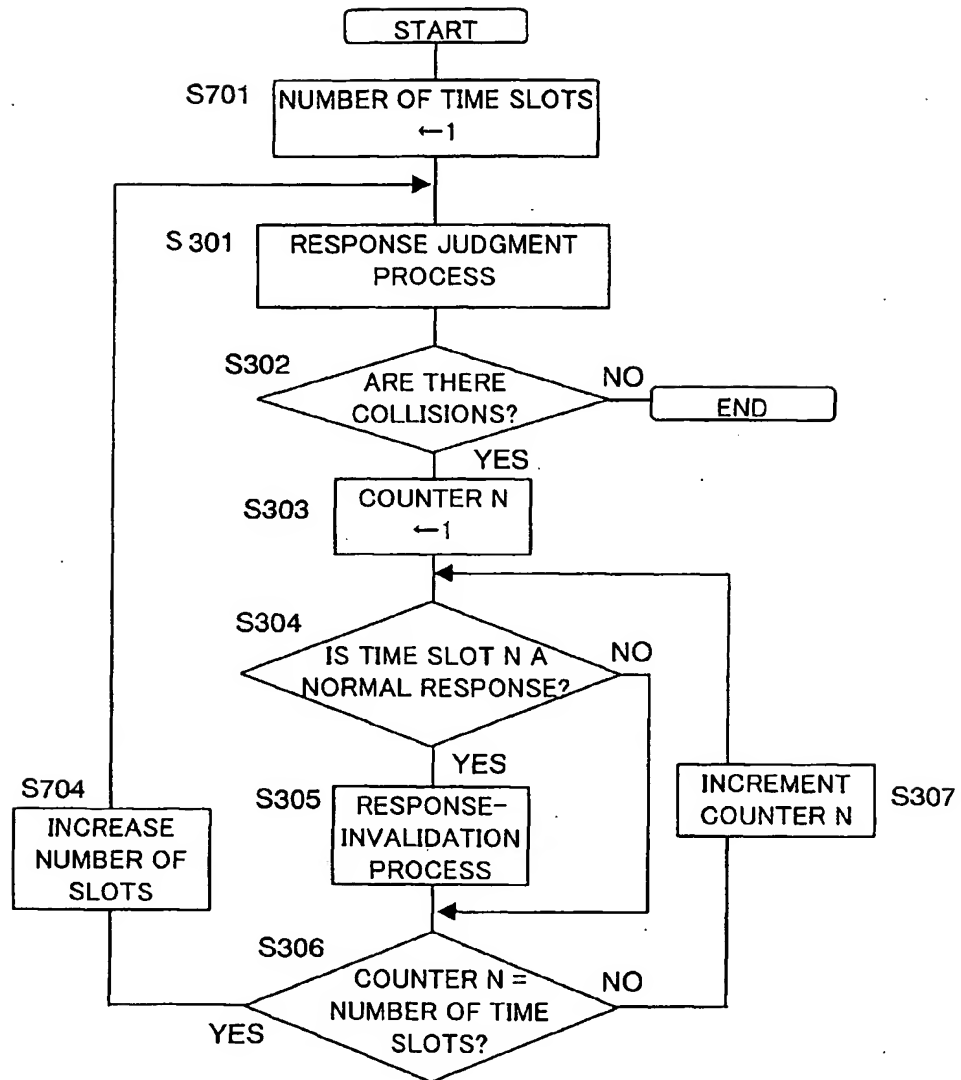 START
S701
NUMBER OF TIME SLOTS
←1
S 301
RESPONSE JUDGMENT
PROCESS
S302
ARE THERE
COLLISIONS?
NO
END
YES
S303
COUNTER N
←1
S304
IS TIME SLOT N A
NORMAL RESPONSE?
NO
YES
S305
RESPONSE-
INVALIDATION
PROCESS
INCREMENT
COUNTER N
S307
S704
INCREASE
NUMBER OF
SLOTS
S306
COUNTER N =
NUMBER OF TIME
SLOTS?
NO
YES